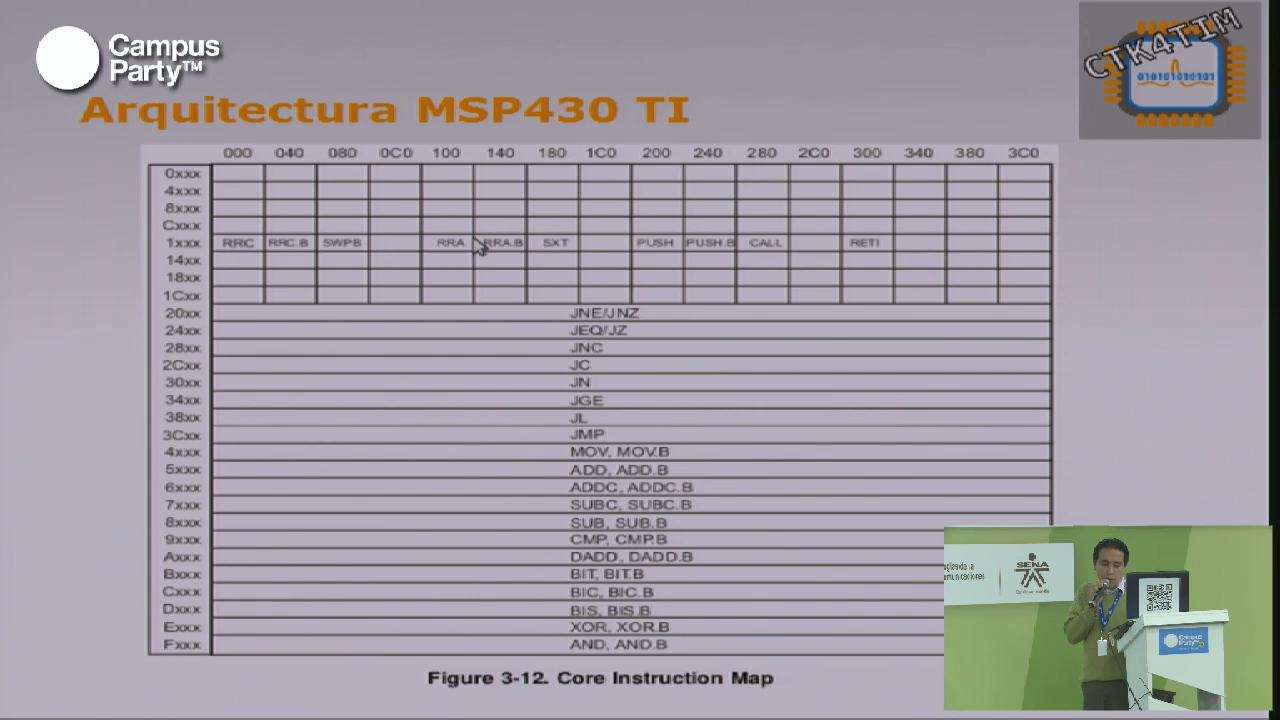 Campus
Party™
CTK4TIM
010101010101
Arquitectura MSP430 TI
000 040 080 0C0 100 140 180 1C0 200 240 280 2C0 300 340 380 3C0
0xxx
4xxx
8xxx
Cxxx
1xxx RRC RRC.B SWPB RRA RRA.B SXT PUSH PUSH.B CALL RETI
14xx
18xx
1Cxx
20xx JNE/JNZ
24xx JEQ/JZ
28xx JNC
2Cxx JC
30xx JN
34xx JGE
38xx JL
3Cxx JMP
4xxx MOV, MOV.B
5xxx ADD, ADD.B
6xxx ADDC, ADDC.B
7xxx SUBC, SUBC.B
8xxx SUB, SUB.B
9xxx CMP, CMP.B
Axxx DADD, DADD.B
Bxxx BIT, BIT.B
Cxxx BIC, BIC.B
Dxxx BIS, BIS.B
Exxx XOR, XOR.B
Fxxx AND, AND.B
Figure 3-12. Core Instruction Map
de la
SENA
Campus
Party